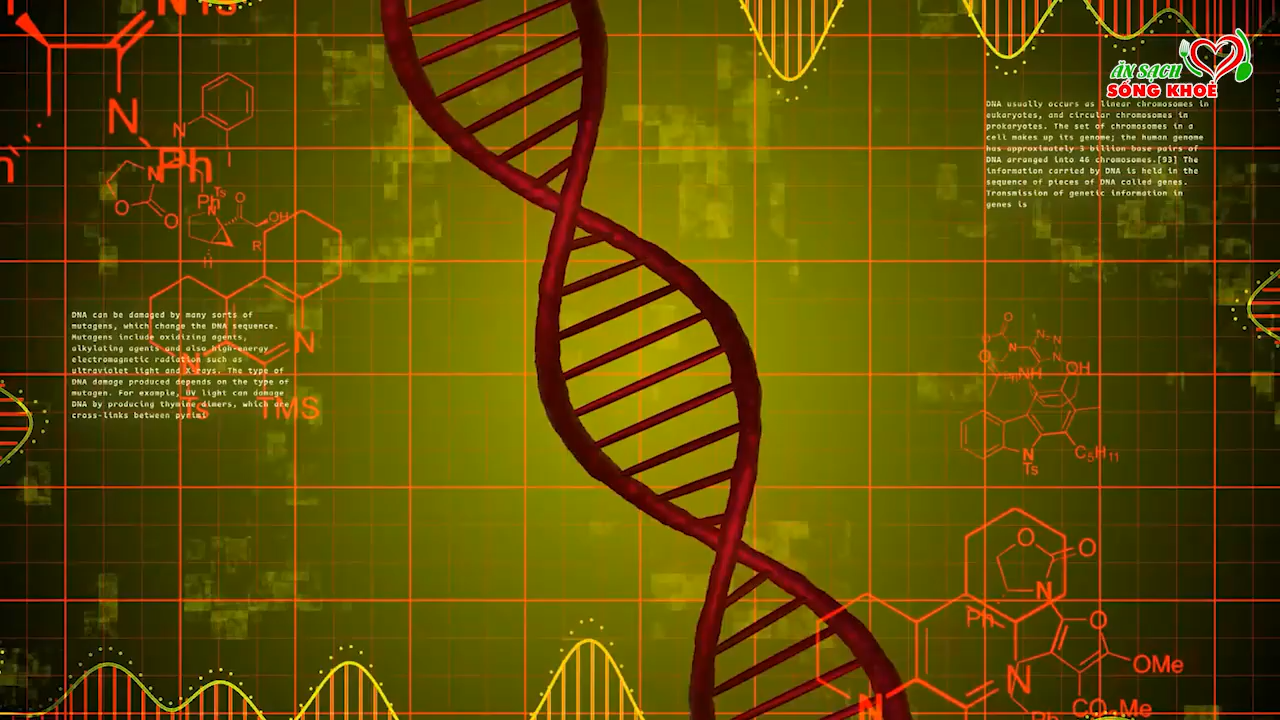 ĂN SẠCH
SỐNG KHOẺ
DNA usually occurs as linear chromosomes in
eukaryotes, and circular chromosomes in
prokaryotes. The set of chromosomes in a
cell makes up its genome; the human genome
has approximately 3 billion base pairs of
DNA arranged into 46 chromosomes.[93] The
information carried by DNA is held in the
sequence of pieces of DNA called genes.
Transmission of genetic information in
genes is
DNA can be damaged by many sorts of
mutagens, which change the DNA sequence.
Mutagens include oxidizing agents,
alkylating agents and also high-energy
electromagnetic radiation such as
ultraviolet light and X-rays. The type of
DNA damage produced depends on the type of
mutagen. For example, UV light can damage
DNA by producing thymine dimers, which are
cross-links between pyrimi
N
Ts
N
Ph
N
N
O
O
Ph
Ts
N
O
OH
R
H
N
N
Ts
TMS
O
O
N
N
N
N
NH
OH
N
Ts
C5H11
O
O
N
Ph
O
OMe
N
N
CO2Me
Ph